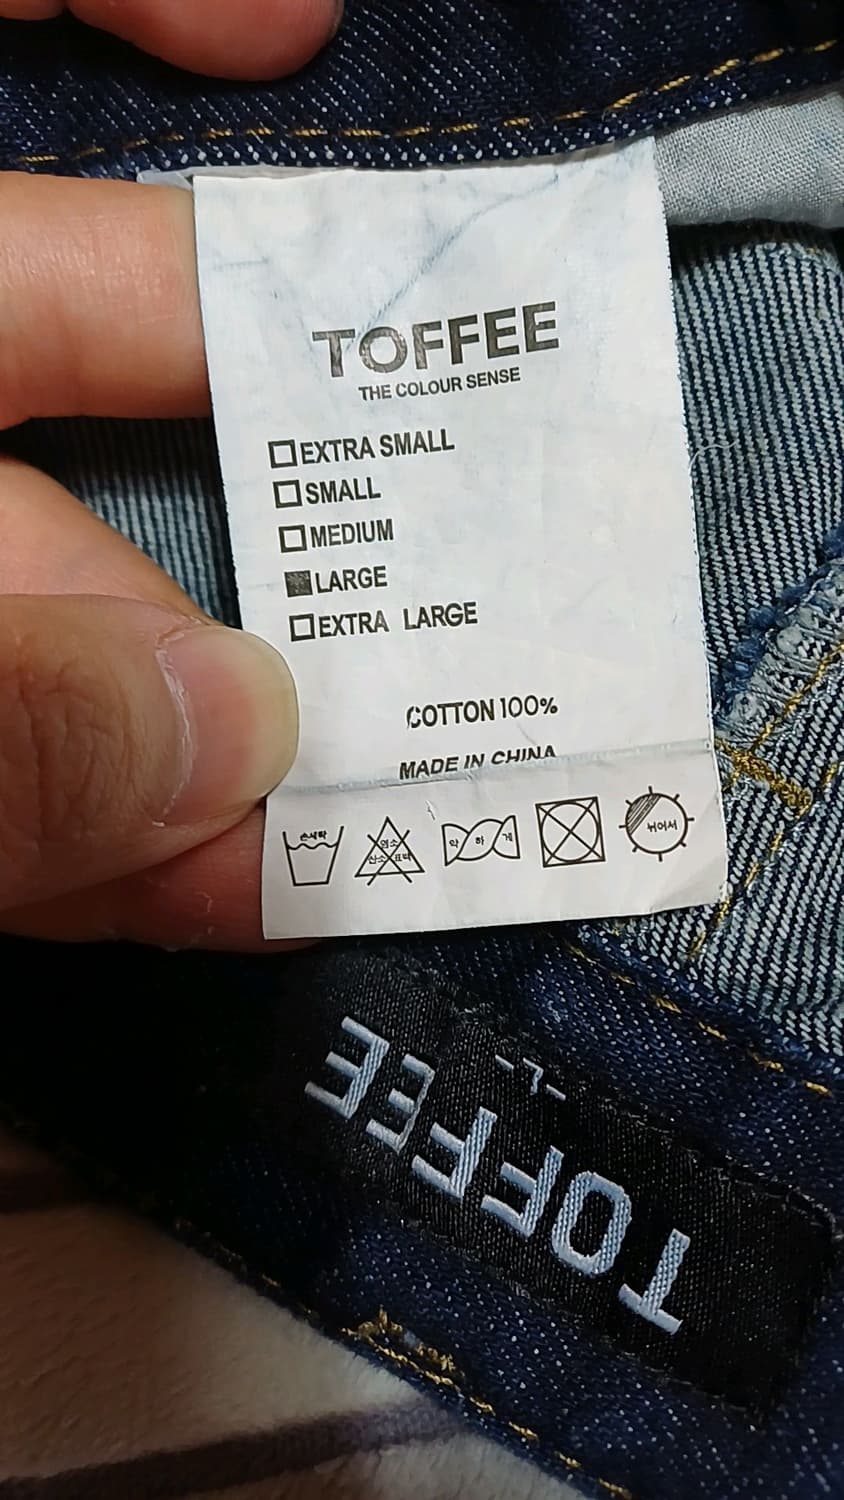 TOFFEE
THE COLOUR SENSE
EXTRA SMALL
SMALL
MEDIUM
LARGE
EXTRA LARGE
COTTON 100%
MADE IN CHINA
손세탁
염소
산소 표백
약 하 게
뉘어서
TOFFEE
-L-